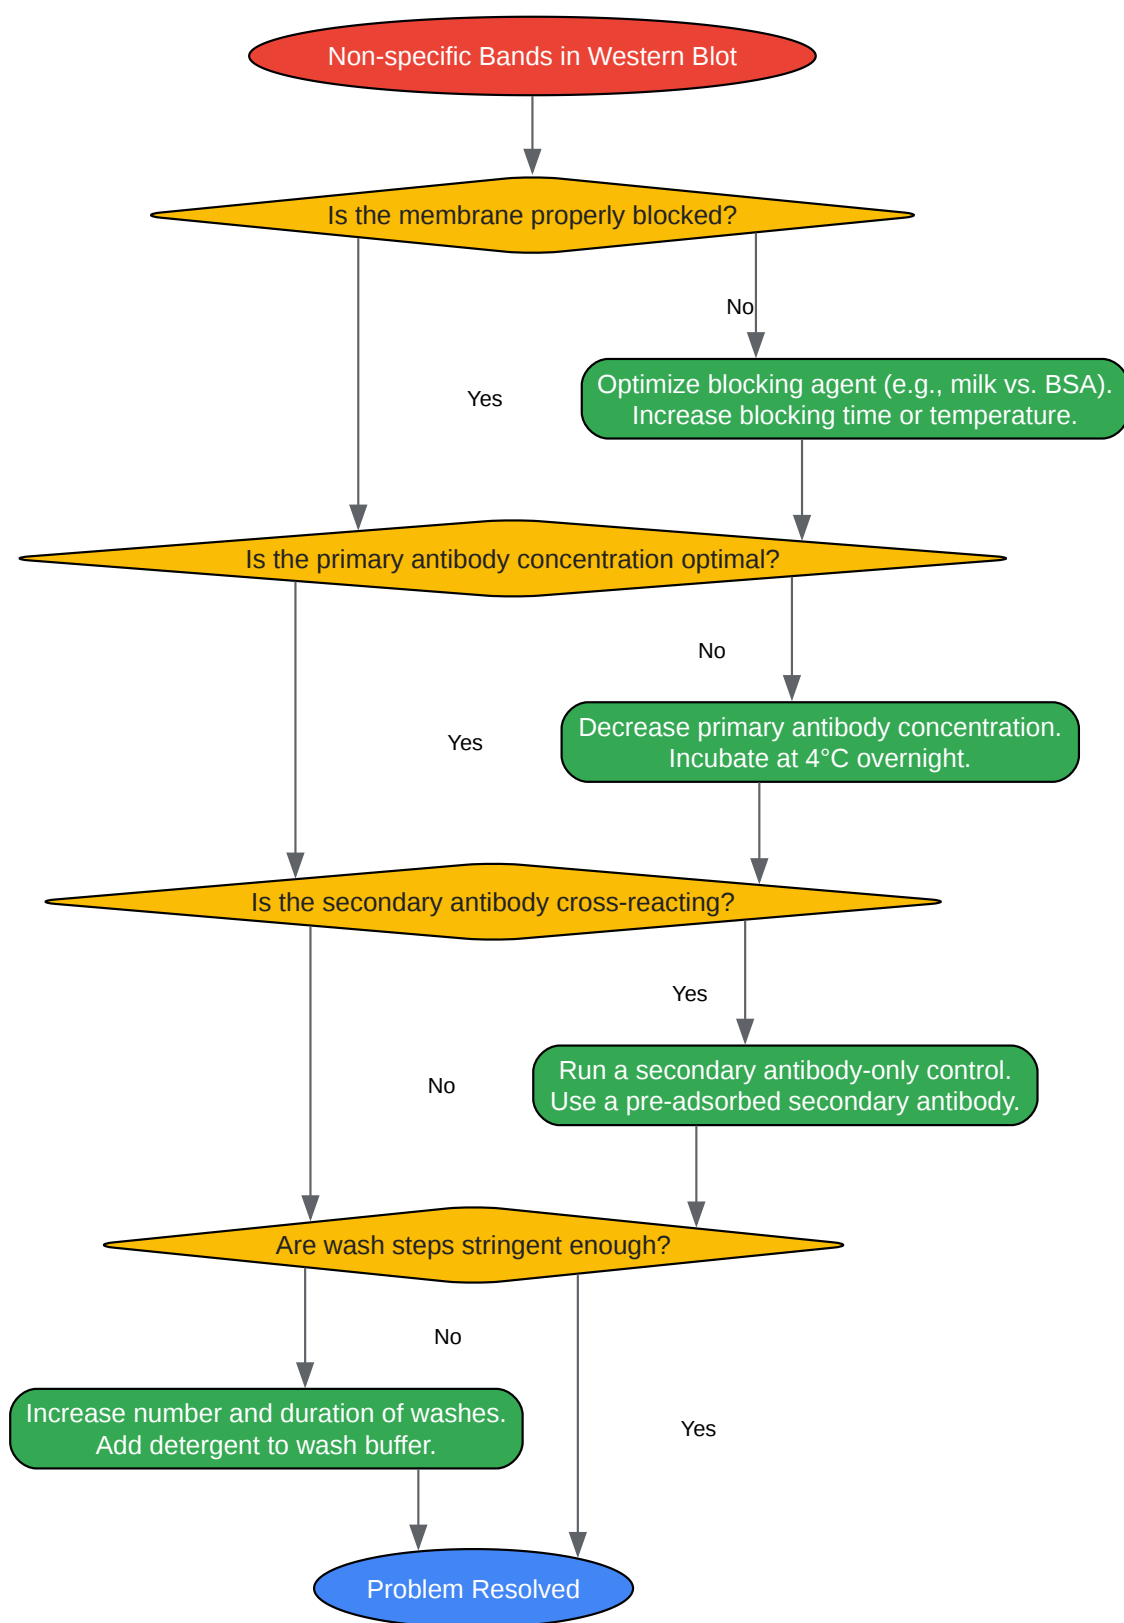 Non-specific Bands in Western Blot
Is the membrane properly blocked?
No
Yes
Optimize blocking agent (e.g., milk vs. BSA).
Increase blocking time or temperature.
Is the primary antibody concentration optimal?
No
Yes
Decrease primary antibody concentration.
Incubate at 4°C overnight.
Is the secondary antibody cross-reacting?
Yes
No
Run a secondary antibody-only control.
Use a pre-adsorbed secondary antibody.
Are wash steps stringent enough?
No
Yes
Increase number and duration of washes.
Add detergent to wash buffer.
Problem Resolved